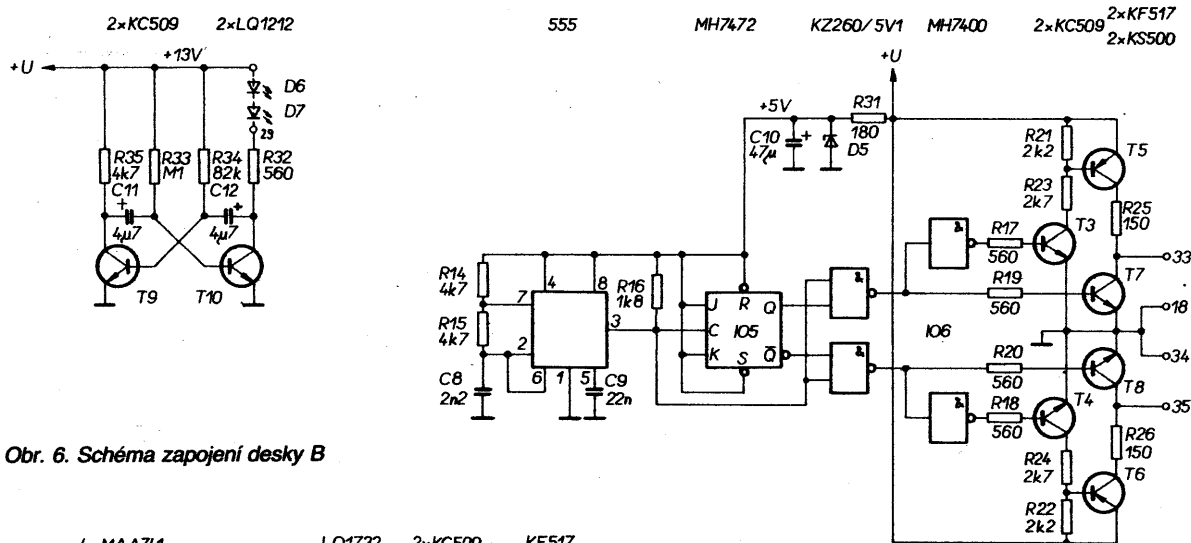 2×KC509 2×LQ1212 555 MH7472 KZ260/5V1 MH7400 2×KC509 2×KF517
2×KS500
+U +13V
D6
D7
29
R35 4k7
R33 M1
R34 82k
R32 560
C11 + 4μ7
C12 + 4μ7
T9 T10
+U
+5V
R31 180
C10 47μ +
D5
R14 4k7
R15 4k7
C8 2n2
7 4 8 3 2 6 1 5
C9 22n
R16 1k8
J R Q
C IO5
K S Q̅
&
&
&
&
IO6
R17 560
R19 560
R20 560
R18 560
R21 2k2
R23 2k7
T3
T5
R25 150
T7
33
18
34
T8
35
T4
R24 2k7
R26 150
T6
R22 2k2
Obr. 6. Schéma zapojení desky B